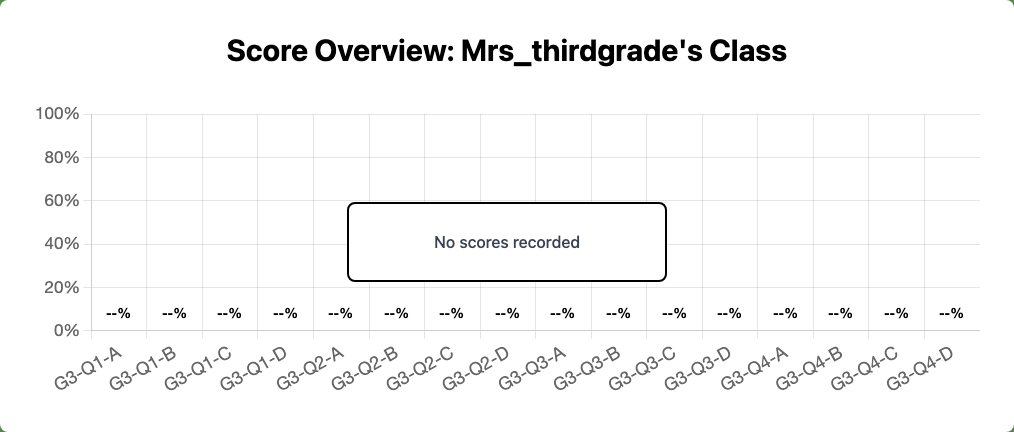 Score Overview: Mrs_thirdgrade's Class
100%
80%
60%
40%
20%
0%
No scores recorded
--% --% --% --% --% --% --% --% --% --% --% --% --% --% --% --%
G3-Q1-A G3-Q1-B G3-Q1-C G3-Q1-D G3-Q2-A G3-Q2-B G3-Q2-C G3-Q2-D G3-Q3-A G3-Q3-B G3-Q3-C G3-Q3-D G3-Q4-A G3-Q4-B G3-Q4-C G3-Q4-D